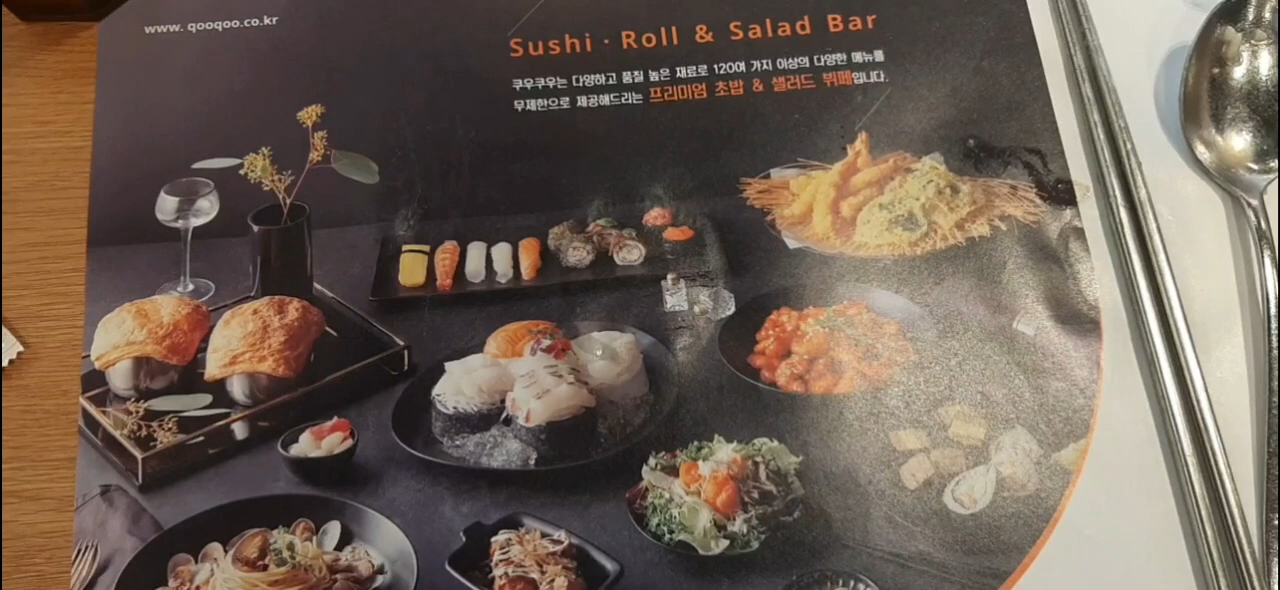 www. qooqoo.co.kr
Sushi · Roll & Salad Bar
쿠우쿠우는 다양하고 품질 높은 재료로 120여 가지 이상의 다양한 메뉴를
무제한으로 제공해드리는 프리미엄 초밥 & 샐러드 뷔페입니다.